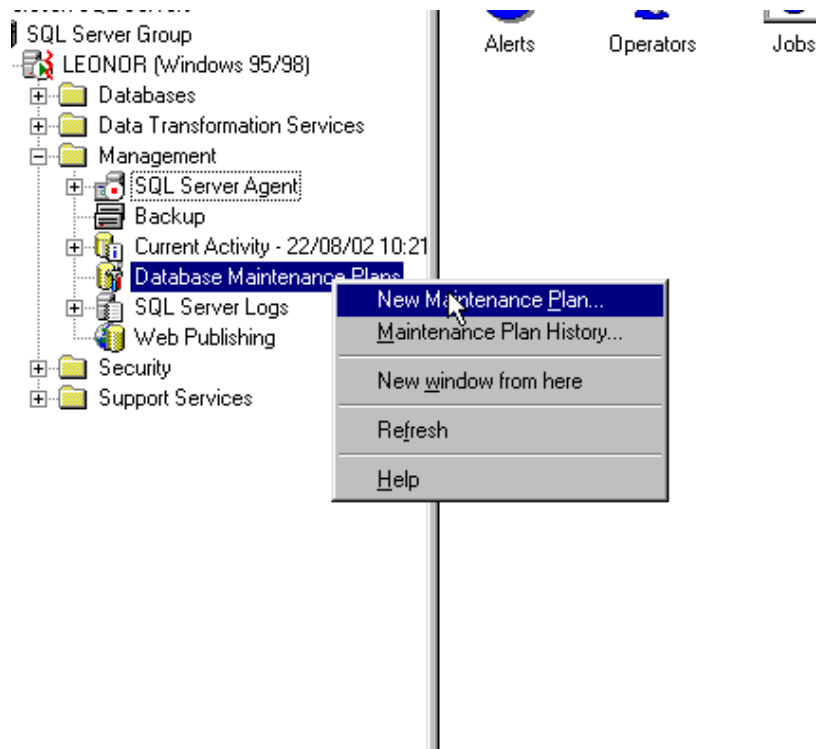 SQL Server Group
LEONOR (Windows 95/98)
Databases
Data Transformation Services
Management
SQL Server Agent
Backup
Current Activity - 22/08/02 10:21
Database Maintenance Plans
SQL Server Logs
Web Publishing
Security
Support Services
Alerts
Operators
Jobs
New Maintenance Plan...
Maintenance Plan History...
New window from here
Refresh
Help